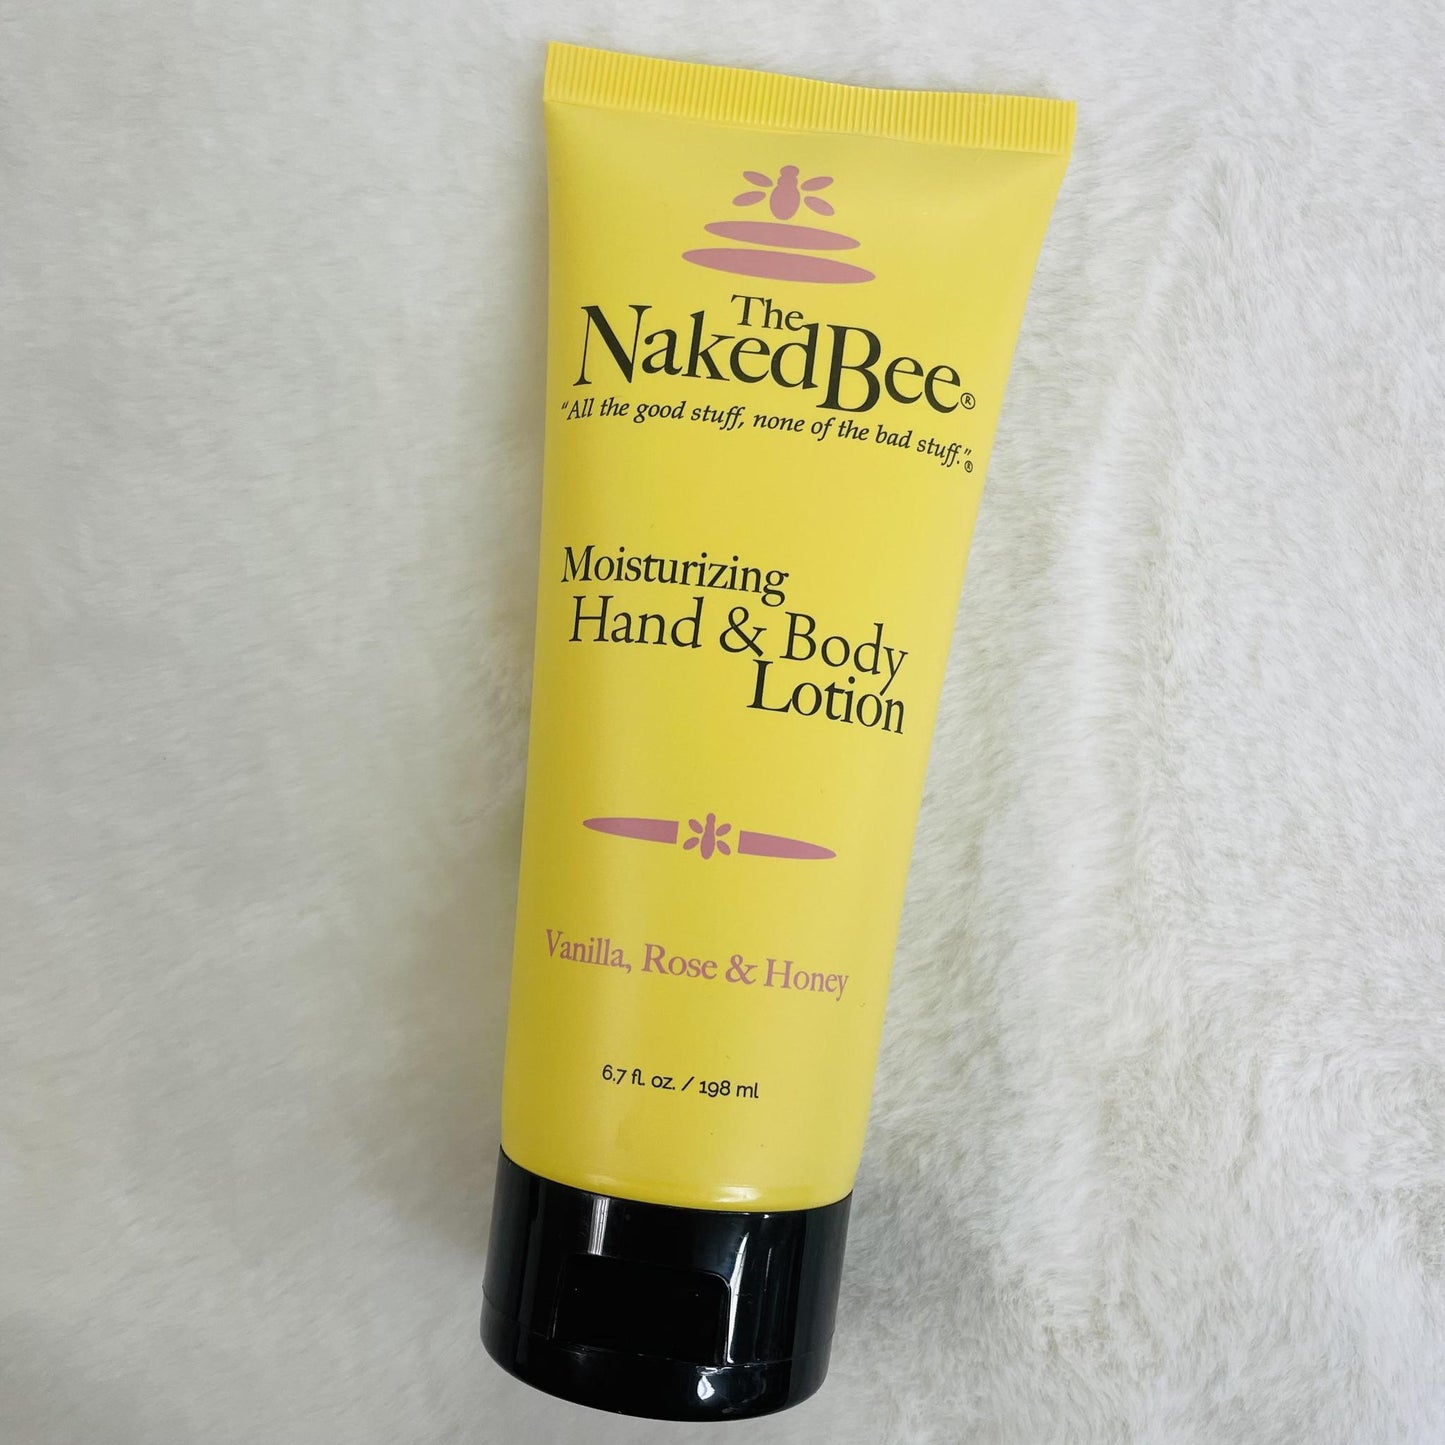 The
NakedBee®
"All the good stuff, none of the bad stuff."®
Moisturizing
Hand & Body
Lotion
Vanilla, Rose & Honey
6.7 fl. oz. / 198 ml